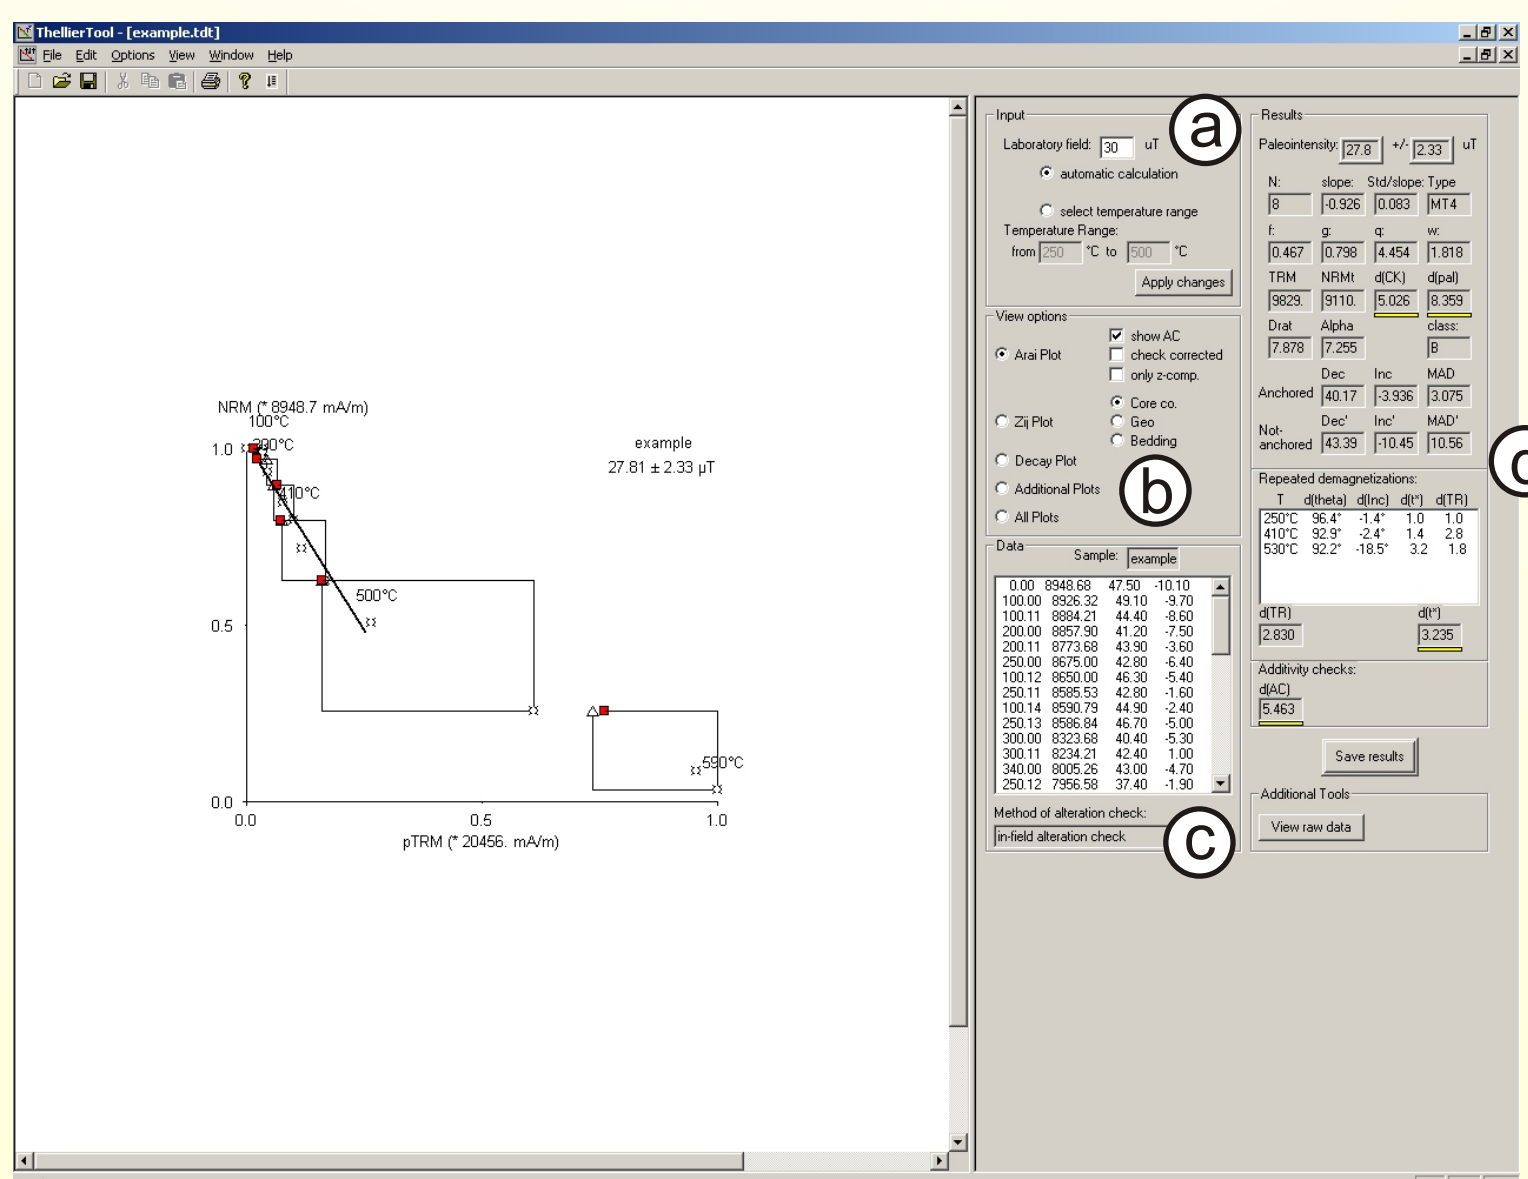 ThellierTool - [example.tdt]
File Edit Options View Window Help
NRM (* 8948.7 mA/m)
100°C
1.0
410°C
example
27.81 ± 2.33 µT
500°C
0.5
590°C
0.0
0.0 0.5 1.0
pTRM (* 20456. mA/m)
Input
a
Laboratory field: 30 uT
automatic calculation
select temperature range
Temperature Range:
from 250 °C to 500 °C
Apply changes
View options
show AC
Arai Plot check corrected
only z-comp.
Core co.
Zij Plot Geo
Bedding
Decay Plot
Additional Plots
b
All Plots
Data
Sample: example
0.00 8948.68 47.50 -10.10
100.00 8926.32 49.10 -9.70
100.11 8884.21 44.40 -8.60
200.00 8857.90 41.20 -7.50
200.11 8773.68 43.90 -3.60
250.00 8675.00 42.80 -6.40
100.12 8650.00 46.30 -5.40
250.11 8585.53 42.80 -1.60
100.14 8590.79 44.90 -2.40
250.13 8586.84 46.70 -5.00
300.00 8323.68 40.40 -5.30
300.11 8234.21 42.40 1.00
340.00 8005.26 43.00 -4.70
250.12 7956.58 37.40 -1.90
Method of alteration check:
in-field alteration check
c
Results
Paleointensity: 27.8 +/- 2.33 uT
N: slope: Std/slope: Type
8 -0.926 0.083 MT4
f: g: q: w:
0.467 0.798 4.454 1.818
TRM NRMt d(CK) d(pal)
9829. 9110. 5.026 8.359
Drat Alpha class:
7.878 7.255 B
Dec Inc MAD
Anchored 40.17 -3.936 3.075
Dec' Inc' MAD'
Not-
anchored 43.39 -10.45 10.56
Repeated demagnetizations:
T d(theta) d(Inc) d(t*) d(TR)
250°C 96.4° -1.4° 1.0 1.0
410°C 92.9° -2.4° 1.4 2.8
530°C 92.2° -18.5° 3.2 1.8
d(TR) d(t*)
2.830 3.235
Additivity checks:
d(AC)
5.463
Save results
Additional Tools
View raw data